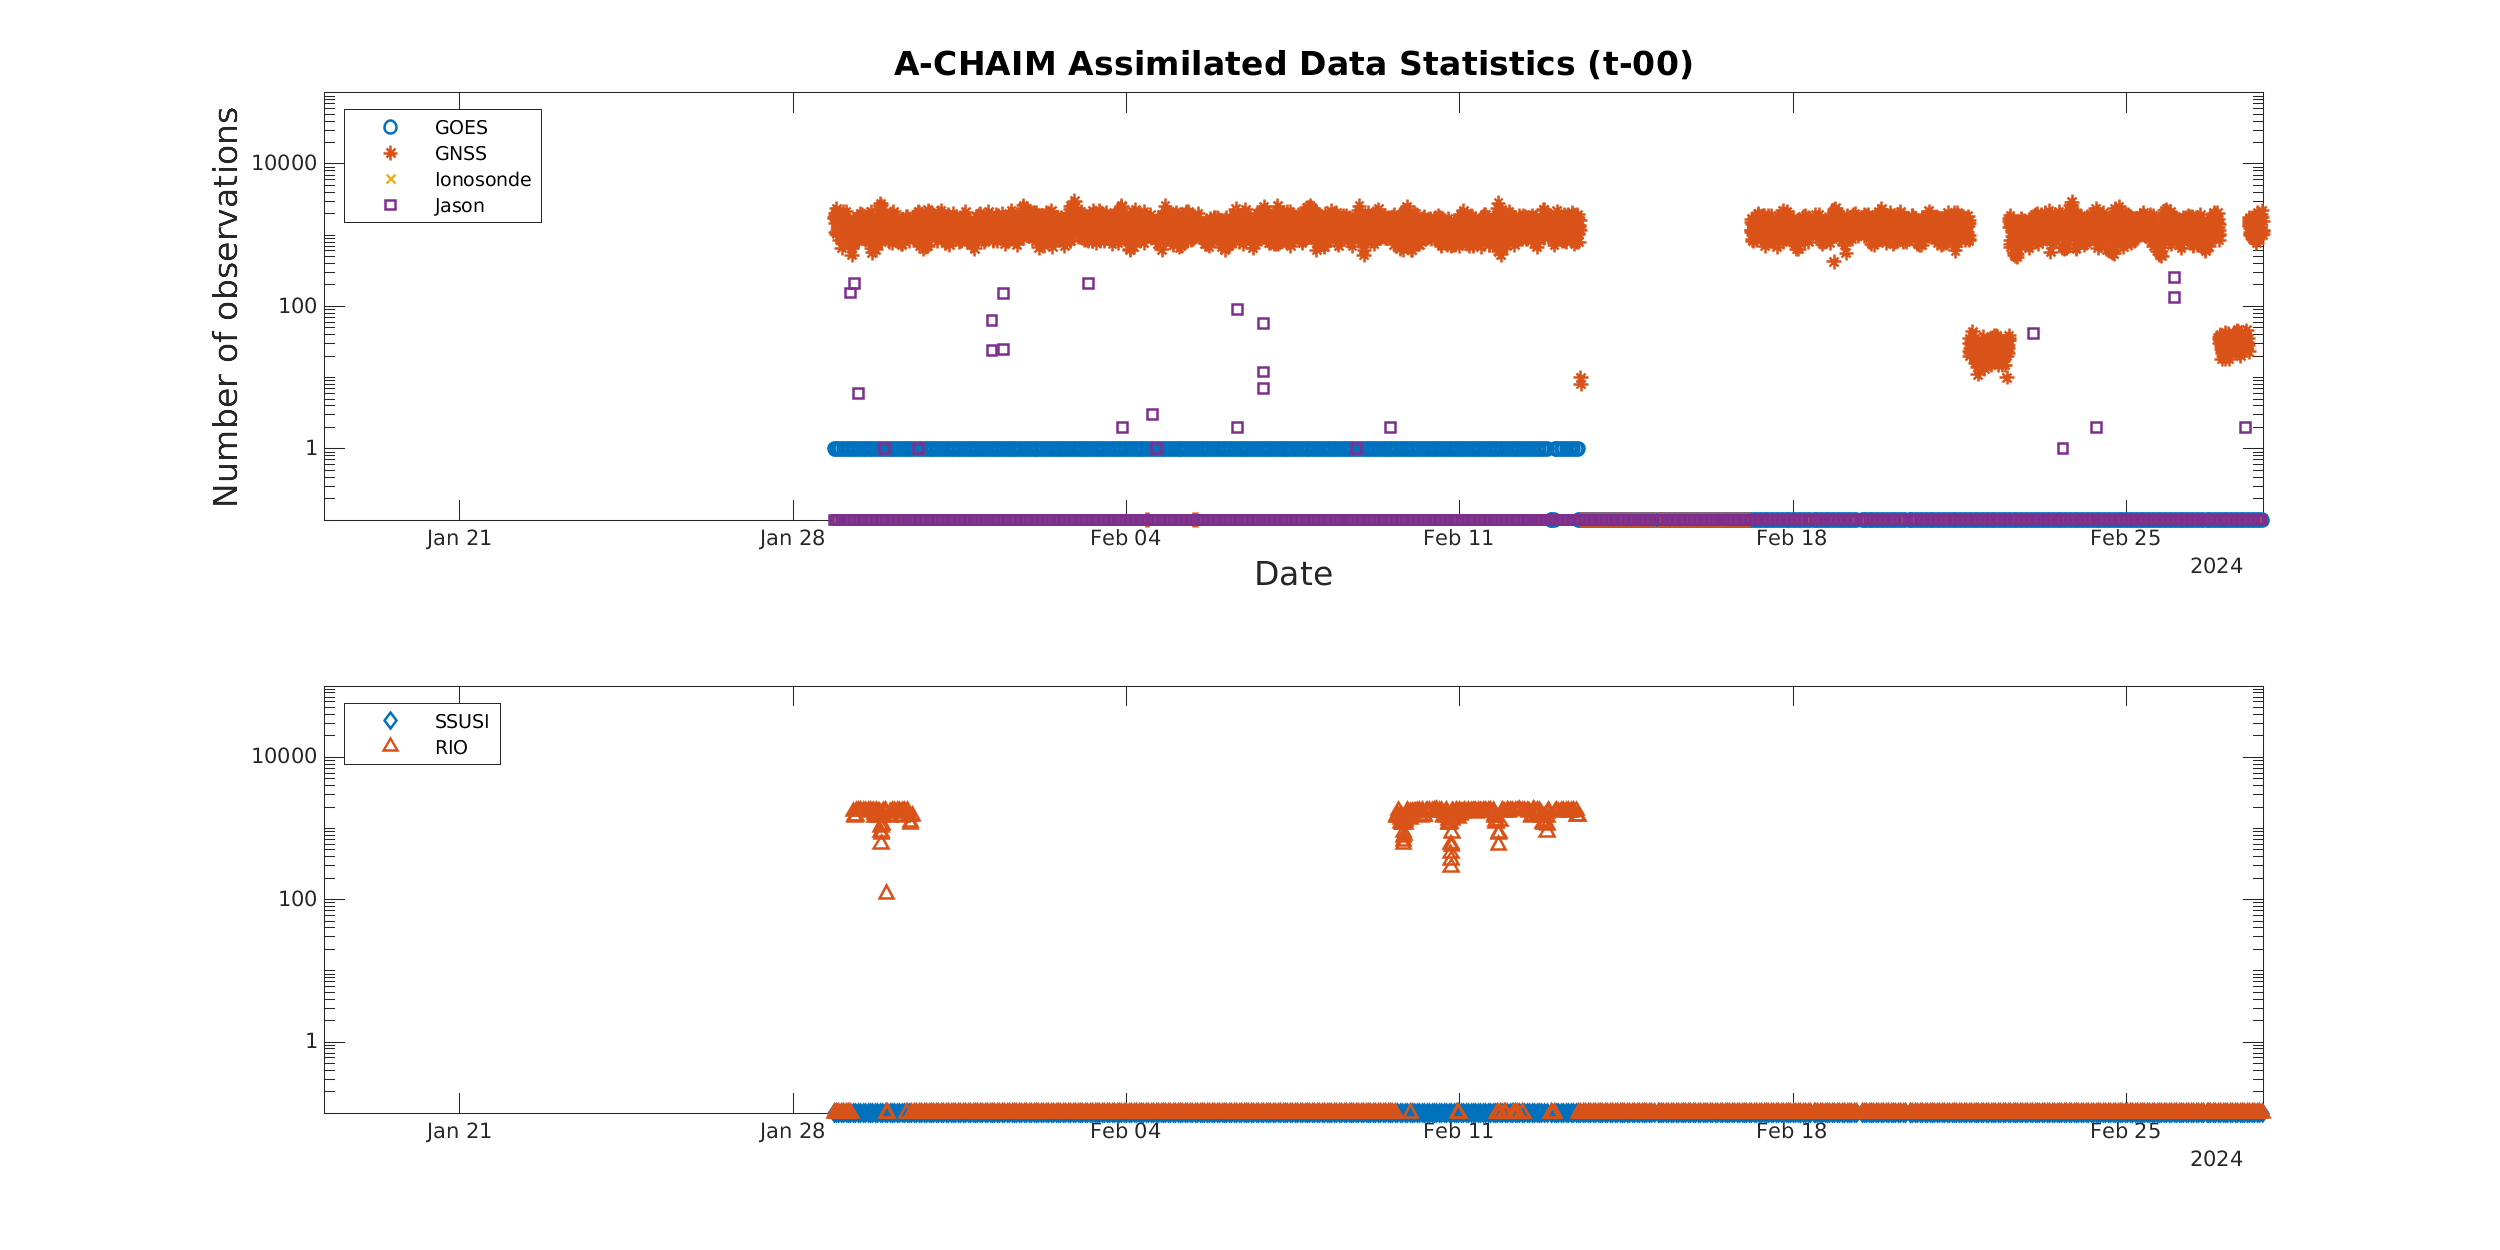 A-CHAIM Assimilated Data Statistics (t-00)
Number of observations
GOES
GNSS
Ionosonde
Jason
10000
100
1
Jan 21 Jan 28 Feb 04 Feb 11 Feb 18 Feb 25
2024
Date
SSUSI
RIO
10000
100
1
Jan 21 Jan 28 Feb 04 Feb 11 Feb 18 Feb 25
2024